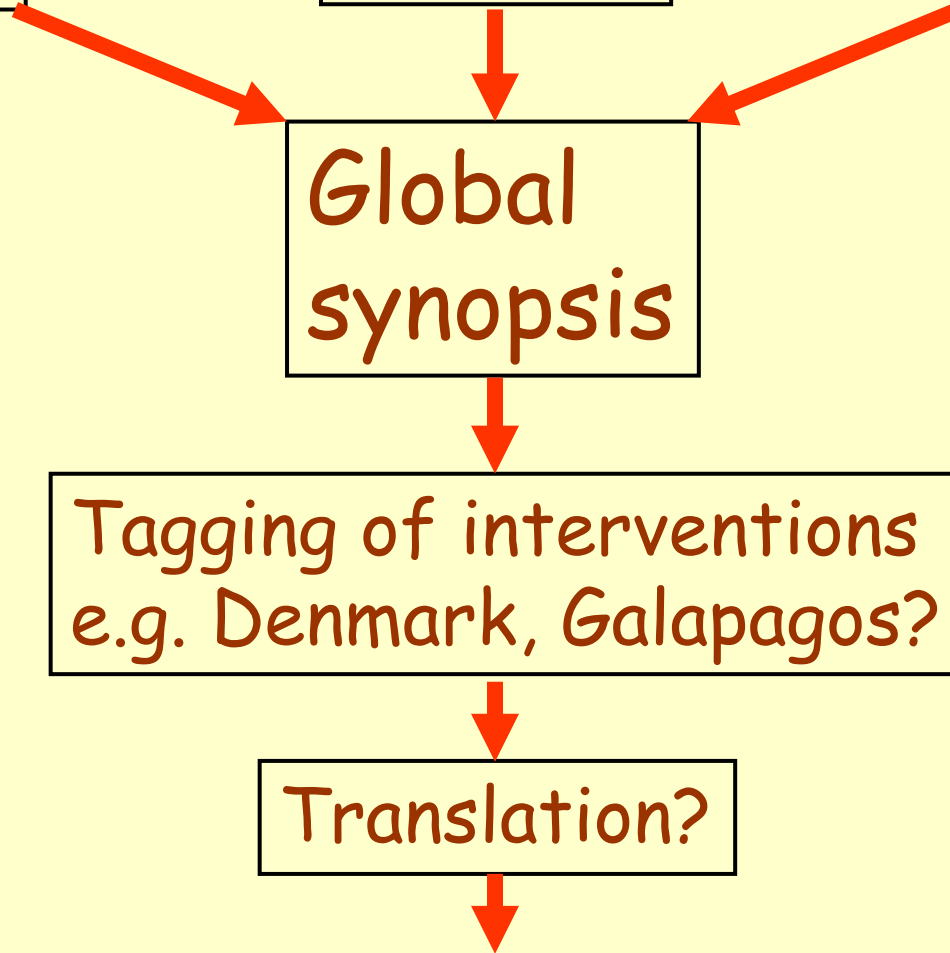 Global
synopsis
Tagging of interventions
e.g. Denmark, Galapagos?
Translation?